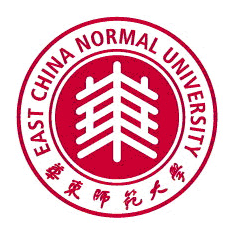 EAST CHINA NORMAL UNIVERSITY
華東師範大學